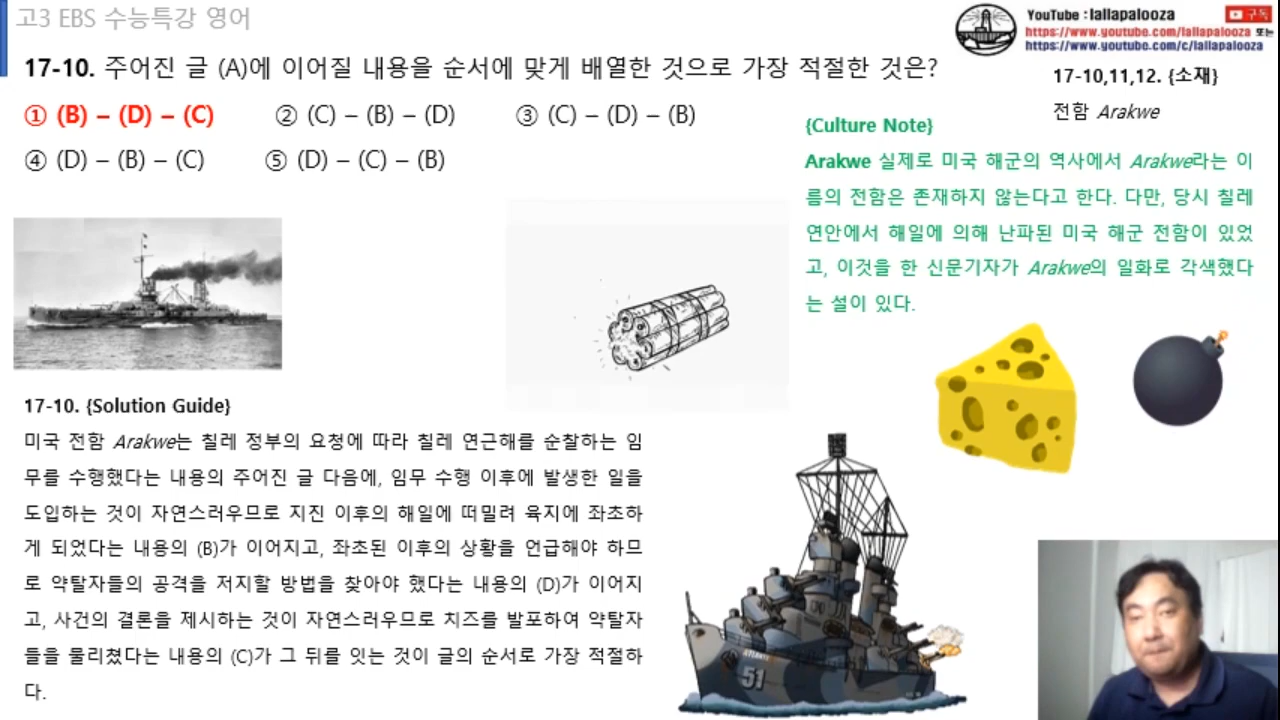 고3 EBS 수능특강 영어
YouTube : lallapalooza
구독
https://www.youtube.com/lallapalooza 또는
https://www.youtube.com/c/lallapalooza
17-10. 주어진 글 (A)에 이어질 내용을 순서에 맞게 배열한 것으로 가장 적절한 것은?
17-10,11,12. {소재}
전함 Arakwe
① (B) – (D) – (C) ② (C) – (B) – (D) ③ (C) – (D) – (B)
④ (D) – (B) – (C) ⑤ (D) – (C) – (B)
{Culture Note}
Arakwe 실제로 미국 해군의 역사에서 Arakwe라는 이
름의 전함은 존재하지 않는다고 한다. 다만, 당시 칠레
연안에서 해일에 의해 난파된 미국 해군 전함이 있었
고, 이것을 한 신문기자가 Arakwe의 일화로 각색했다
는 설이 있다.
17-10. {Solution Guide}
미국 전함 Arakwe는 칠레 정부의 요청에 따라 칠레 연근해를 순찰하는 임
무를 수행했다는 내용의 주어진 글 다음에, 임무 수행 이후에 발생한 일을
도입하는 것이 자연스러우므로 지진 이후의 해일에 떠밀려 육지에 좌초하
게 되었다는 내용의 (B)가 이어지고, 좌초된 이후의 상황을 언급해야 하므
로 약탈자들의 공격을 저지할 방법을 찾아야 했다는 내용의 (D)가 이어지
고, 사건의 결론을 제시하는 것이 자연스러우므로 치즈를 발포하여 약탈자
들을 물리쳤다는 내용의 (C)가 그 뒤를 잇는 것이 글의 순서로 가장 적절하
다.
51